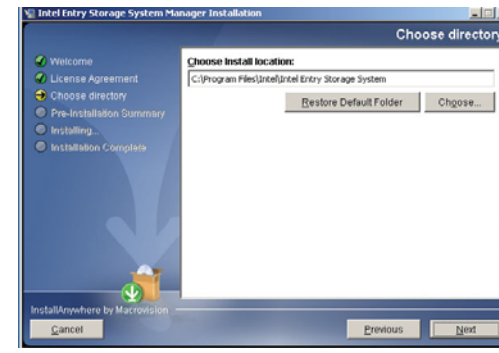 Intel Entry Storage System Manager Installation
Choose directory
Welcome
License Agreement
Choose directory
Pre-Installation Summary
Installing...
Installation Complete
Choose Install location:
C:\Program Files\Intel\Intel Entry Storage System
Restore Default Folder
Choose...
InstallAnywhere by Macrovision
Cancel
Previous
Next